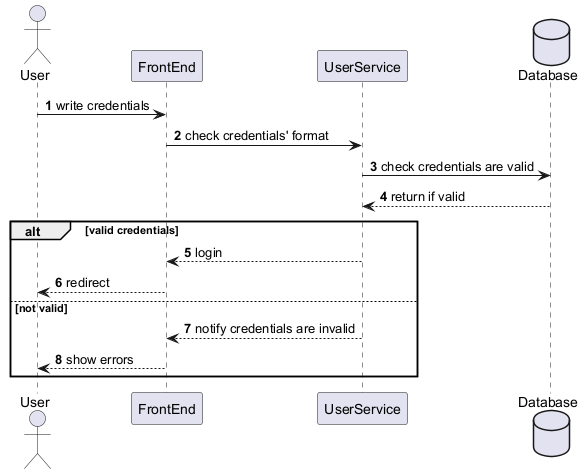 User
FrontEnd
UserService
Database
1 write credentials
2 check credentials' format
3 check credentials are valid
4 return if valid
alt [valid credentials]
5 login
6 redirect
[not valid]
7 notify credentials are invalid
8 show errors
User
FrontEnd
UserService
Database